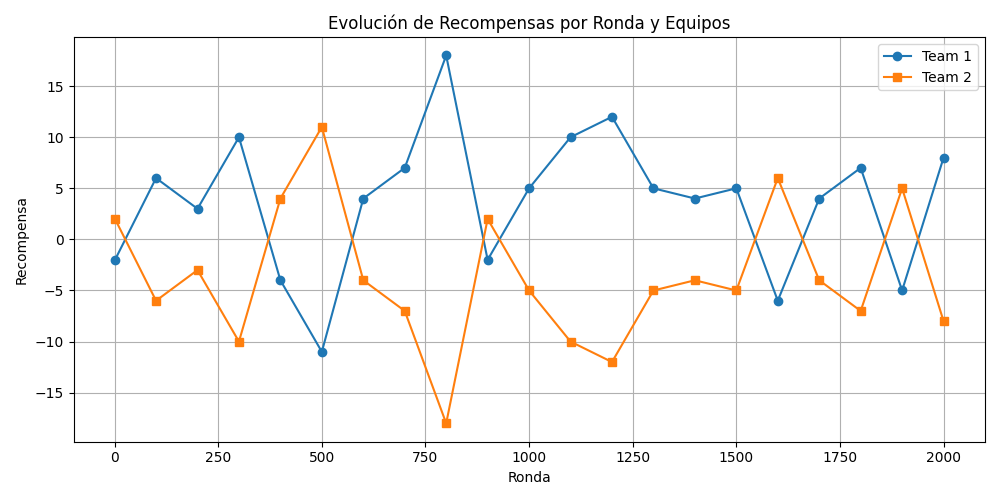 Evolución de Recompensas por Ronda y Equipos
Team 1
Team 2
Recompensa
15
10
5
0
−5
−10
−15
0 250 500 750 1000 1250 1500 1750 2000
Ronda